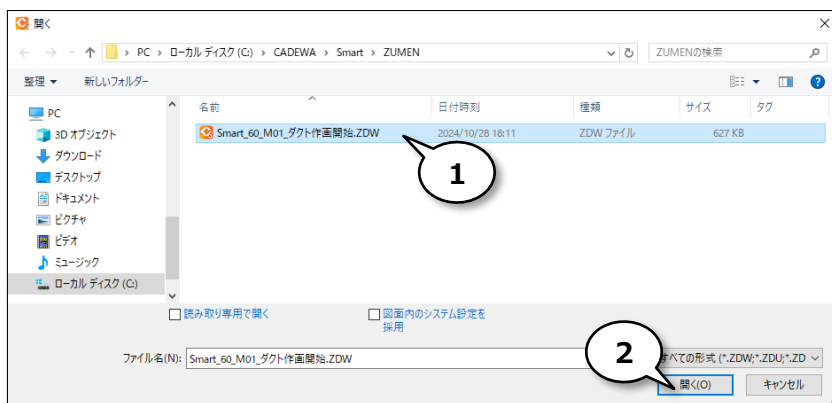 開く
PC › ローカル ディスク (C:) › CADEWA › Smart › ZUMEN
ZUMENの検索
整理 新しいフォルダー
名前 日付時刻 種類 サイズ タグ
Smart_60_M01_ダクト作画開始.ZDW 2024/10/28 18:11 ZDW ファイル 627 KB
PC
3D オブジェクト
ダウンロード
デスクトップ
ドキュメント
ピクチャ
ビデオ
ミュージック
ローカル ディスク (C:)
1
読み取り専用で開く
図面内のシステム設定を
採用
ファイル名(N): Smart_60_M01_ダクト作画開始.ZDW
2
すべての形式 (*.ZDW;*.ZDU;*.ZD
開く(O) キャンセル